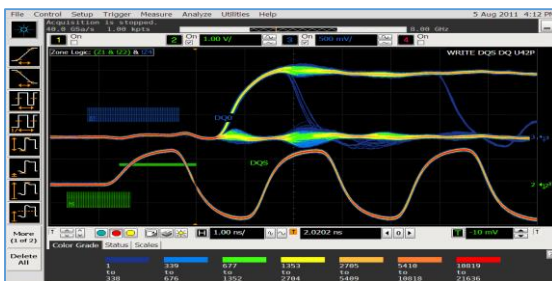 File Control Setup Trigger Measure Analyze Utilities Help 5 Aug 2011 4:12 PM
Acquisition is stopped.
40.0 GSa/s 1.00 kpts 8.00 GHz
1 On 2 On 1.00 V/ 3 On 500 mV/ 4 On
Zone Logic: (Z1 & !Z2) & WRITE DQS DQ U42P
DQ0
DQS
More
(1 of 2)
Delete
All
H 1.00 ns/ T 2.0202 ns 0 T -10 mV
Color Grade Status Scales
1 339 677 1353 2705 5410 10819
to to to to to to to
338 676 1352 2704 5409 10818 21636